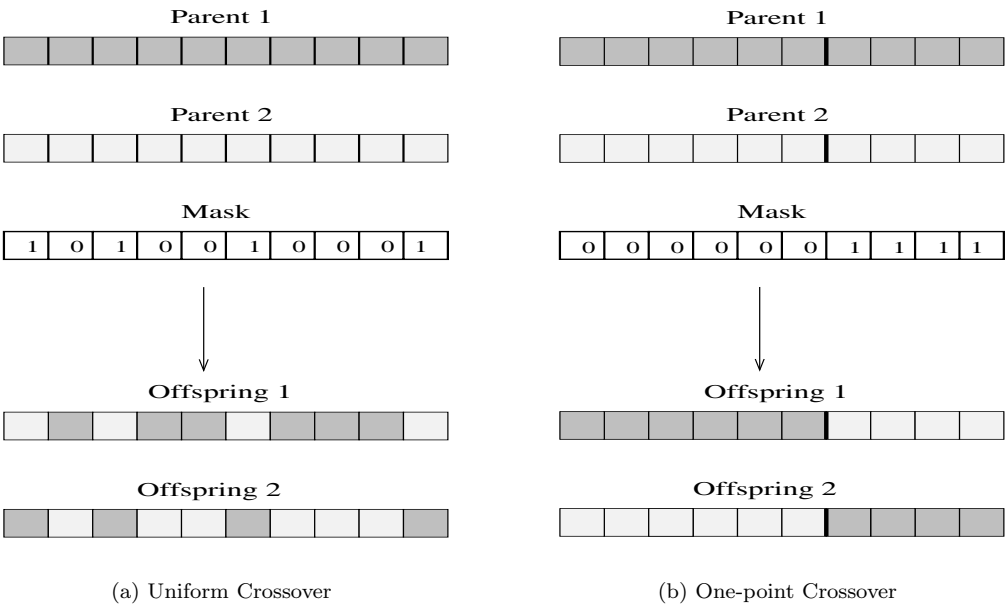 Parent 1
Parent 2
Mask
1 0 1 0 0 1 0 0 0 1
Offspring 1
Offspring 2
(a) Uniform Crossover
Parent 1
Parent 2
Mask
0 0 0 0 0 0 1 1 1 1
Offspring 1
Offspring 2
(b) One-point Crossover